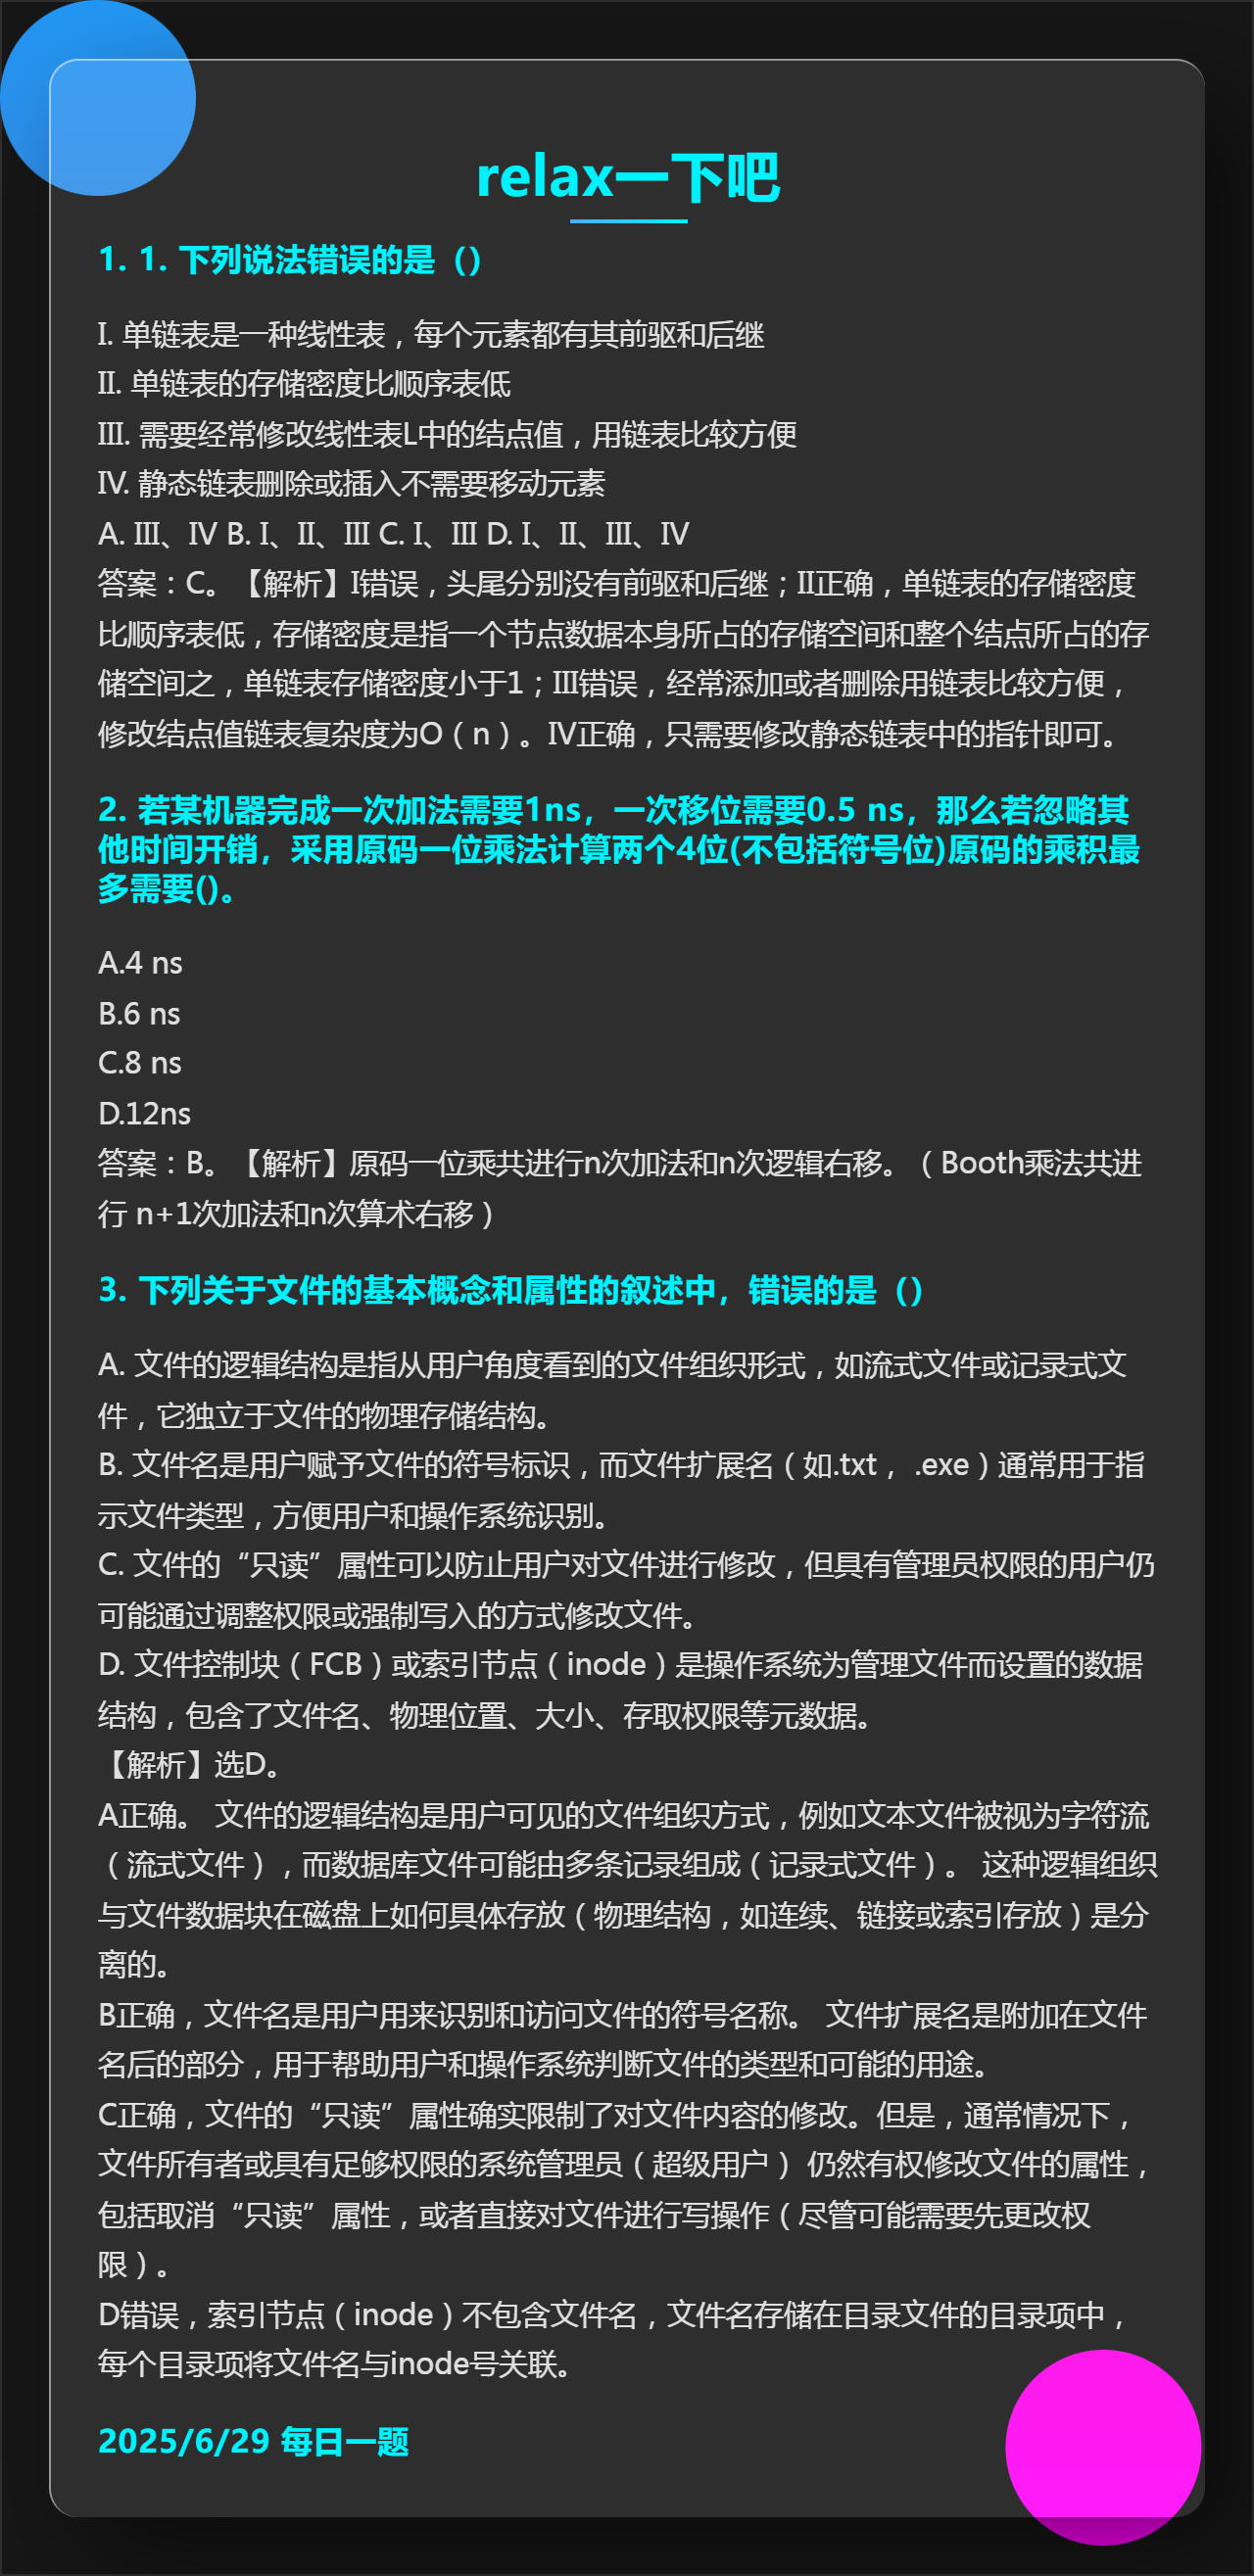 relax一下吧
1. 1. 下列说法错误的是（）
I. 单链表是一种线性表，每个元素都有其前驱和后继
II. 单链表的存储密度比顺序表低
III. 需要经常修改线性表L中的结点值，用链表比较方便
IV. 静态链表删除或插入不需要移动元素
A. III、IV B. I、II、III C. I、III D. I、II、III、IV
答案：C。【解析】I错误，头尾分别没有前驱和后继；II正确，单链表的存储密度
比顺序表低，存储密度是指一个节点数据本身所占的存储空间和整个结点所占的存
储空间之，单链表存储密度小于1；III错误，经常添加或者删除用链表比较方便，
修改结点值链表复杂度为O（n）。IV正确，只需要修改静态链表中的指针即可。
2. 若某机器完成一次加法需要1ns，一次移位需要0.5 ns，那么若忽略其
他时间开销，采用原码一位乘法计算两个4位(不包括符号位)原码的乘积最
多需要()。
A.4 ns
B.6 ns
C.8 ns
D.12ns
答案：B。【解析】原码一位乘共进行n次加法和n次逻辑右移。（Booth乘法共进
行 n+1次加法和n次算术右移）
3. 下列关于文件的基本概念和属性的叙述中，错误的是（）
A. 文件的逻辑结构是指从用户角度看到的文件组织形式，如流式文件或记录式文
件，它独立于文件的物理存储结构。
B. 文件名是用户赋予文件的符号标识，而文件扩展名（如.txt， .exe）通常用于指
示文件类型，方便用户和操作系统识别。
C. 文件的“只读”属性可以防止用户对文件进行修改，但具有管理员权限的用户仍
可能通过调整权限或强制写入的方式修改文件。
D. 文件控制块（FCB）或索引节点（inode）是操作系统为管理文件而设置的数据
结构，包含了文件名、物理位置、大小、存取权限等元数据。
【解析】选D。
A正确。 文件的逻辑结构是用户可见的文件组织方式，例如文本文件被视为字符流
（流式文件），而数据库文件可能由多条记录组成（记录式文件）。 这种逻辑组织
与文件数据块在磁盘上如何具体存放（物理结构，如连续、链接或索引存放）是分
离的。
B正确，文件名是用户用来识别和访问文件的符号名称。 文件扩展名是附加在文件
名后的部分，用于帮助用户和操作系统判断文件的类型和可能的用途。
C正确，文件的“只读”属性确实限制了对文件内容的修改。但是，通常情况下，
文件所有者或具有足够权限的系统管理员（超级用户） 仍然有权修改文件的属性，
包括取消“只读”属性，或者直接对文件进行写操作（尽管可能需要先更改权
限）。
D错误，索引节点（inode）不包含文件名，文件名存储在目录文件的目录项中，
每个目录项将文件名与inode号关联。
2025/6/29 每日一题